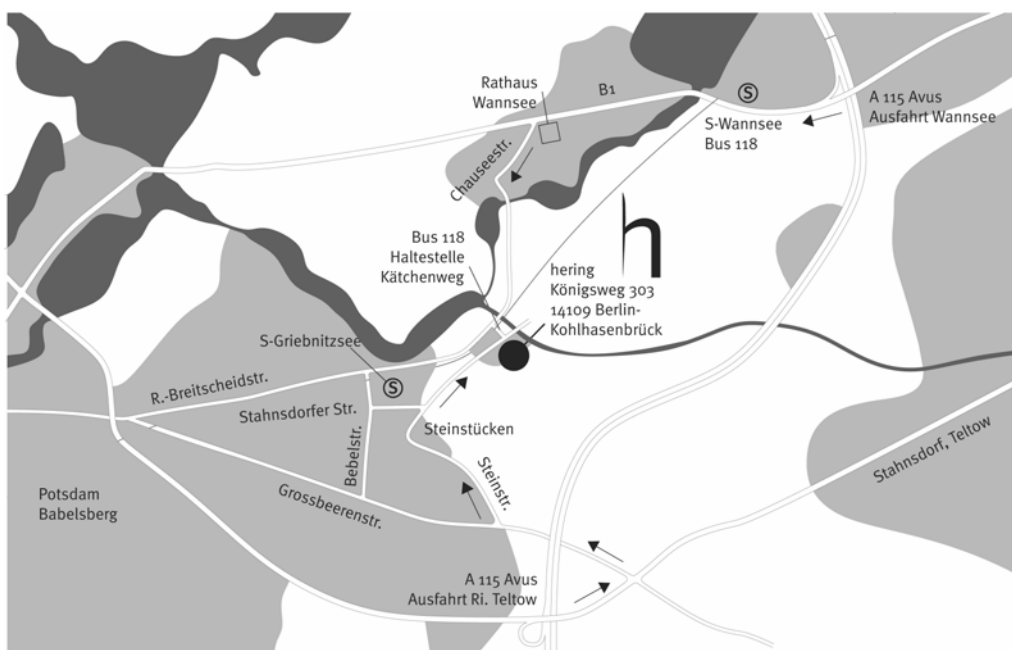 Rathaus
Wannsee
B1
S
A 115 Avus
Ausfahrt Wannsee
S-Wannsee
Bus 118
Chauseestr.
h
Bus 118
Haltestelle
Kätchenweg
hering
Königsweg 303
14109 Berlin-
Kohlhasenbrück
S-Griebnitzsee
S
R.-Breitscheidstr.
Stahnsdorfer Str.
Steinstücken
Bebelstr.
Steinstr.
Stahnsdorf, Teltow
Grossbeerenstr.
Potsdam
Babelsberg
A 115 Avus
Ausfahrt Ri. Teltow